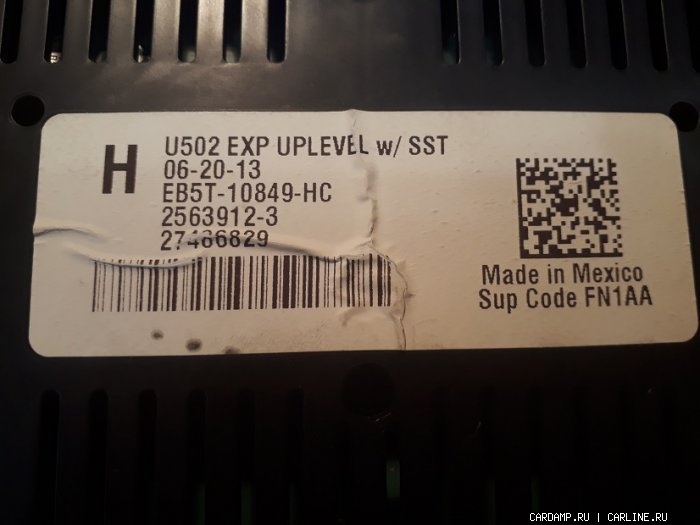 H
U502 EXP UPLEVEL w/ SST
06-20-13
EB5T-10849-HC
2563912-3
27486829
Made in Mexico
Sup Code FN1AA
CARDAMP.RU | CARLINE.RU